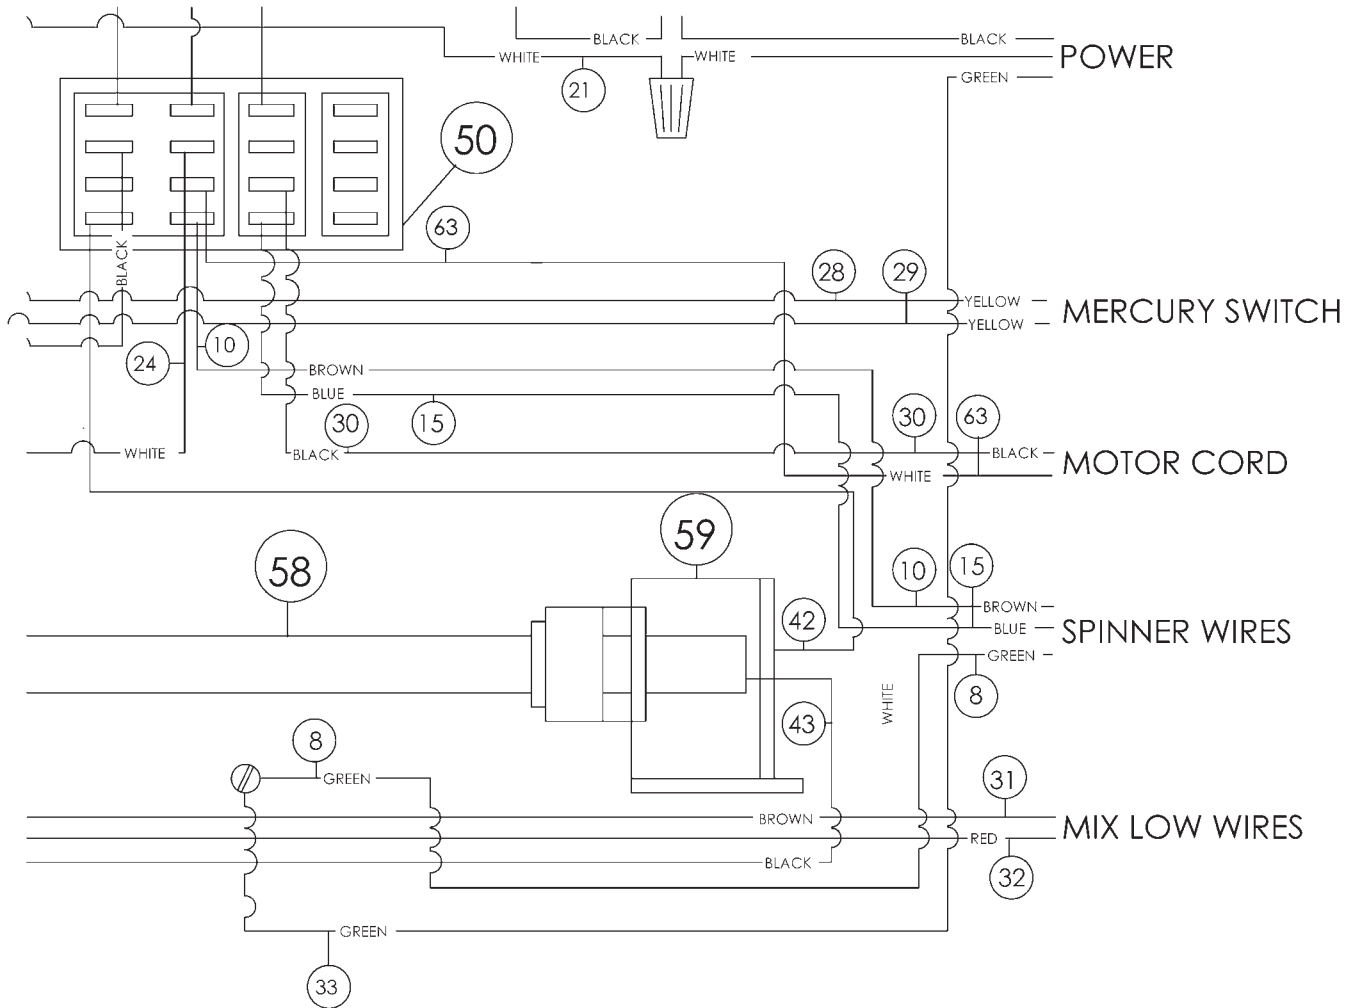 BLACK
BLACK
WHITE
WHITE
POWER
GREEN
21
50
63
BLACK
28
29
YELLOW
MERCURY SWITCH
YELLOW
10
24
BROWN
BLUE
30
15
30
63
WHITE
BLACK
BLACK
MOTOR CORD
WHITE
59
58
10
15
BROWN
42
BLUE
SPINNER WIRES
GREEN
8
WHITE
43
8
GREEN
31
BROWN
MIX LOW WIRES
RED
BLACK
32
GREEN
33